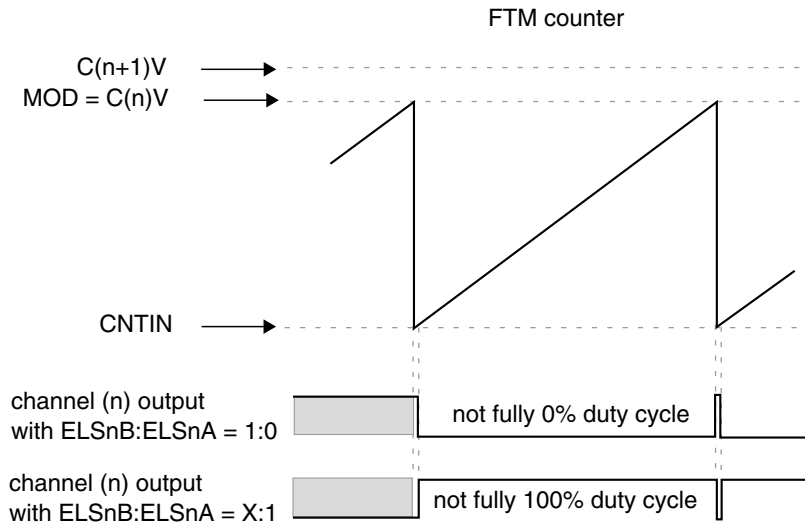 FTM counter
C(n+1)V
MOD = C(n)V
CNTIN
channel (n) output
with ELSnB:ELSnA = 1:0
not fully 0% duty cycle
channel (n) output
with ELSnB:ELSnA = X:1
not fully 100% duty cycle